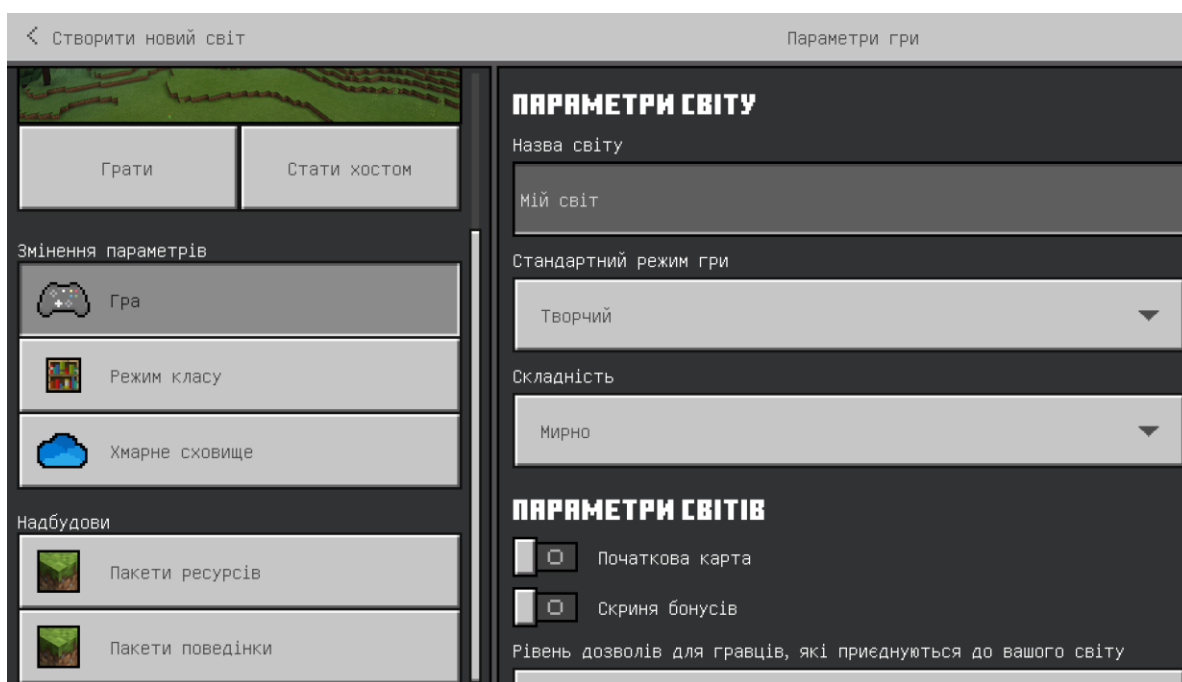 Створити новий світ
Параметри гри
Грати
Стати хостом
Змінення параметрів
Гра
Режим класу
Хмарне сховище
Надбудови
Пакети ресурсів
Пакети поведінки
ПАРАМЕТРИ СВІТУ
Назва світу
Мій світ
Стандартний режим гри
Творчий
Складність
Мирно
ПАРАМЕТРИ СВІТІВ
Початкова карта
Скриня бонусів
Рівень дозволів для гравців, які приєднуються до вашого світу